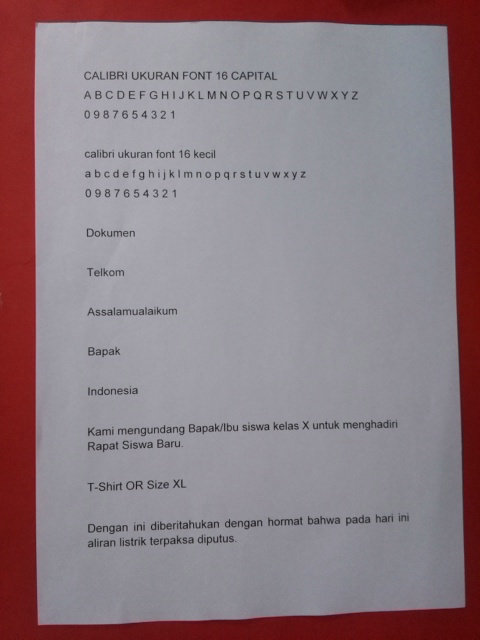 CALIBRI UKURAN FONT 16 CAPITAL
A B C D E F G H I J K L M N O P Q R S T U V W X Y Z
0 9 8 7 6 5 4 3 2 1
calibri ukuran font 16 kecil
a b c d e f g h i j k l m n o p q r s t u v w x y z
0 9 8 7 6 5 4 3 2 1
Dokumen
Telkom
Assalamualaikum
Bapak
Indonesia
Kami mengundang Bapak/Ibu siswa kelas X untuk menghadiri
Rapat Siswa Baru.
T-Shirt OR Size XL
Dengan ini diberitahukan dengan hormat bahwa pada hari ini
aliran listrik terpaksa diputus.